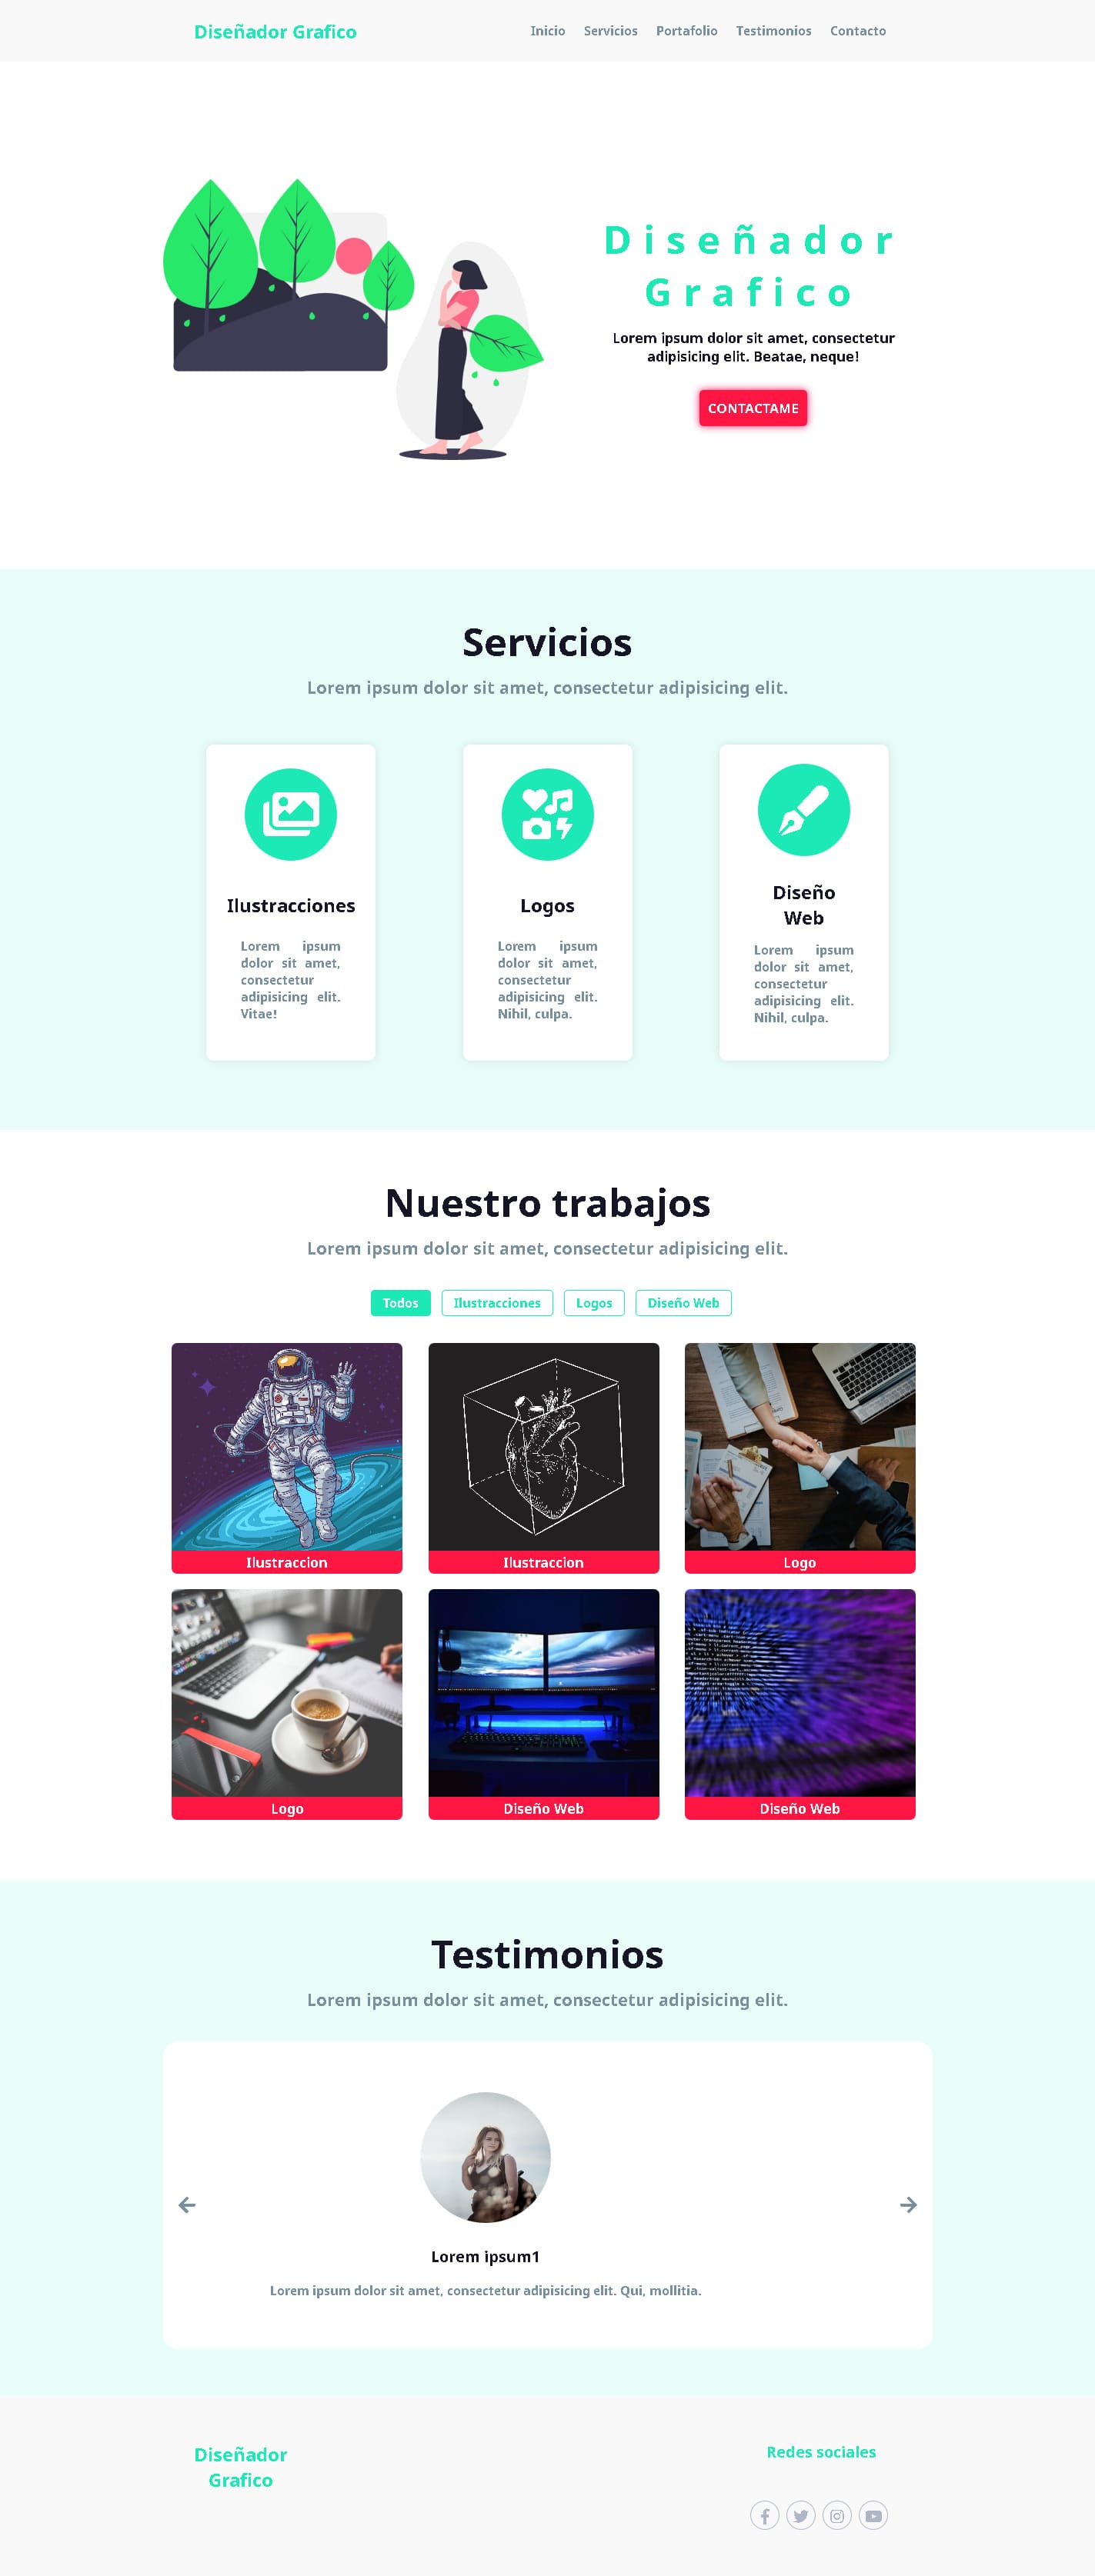 Diseñador Grafico
Inicio
Servicios
Portafolio
Testimonios
Contacto
Diseñador
Grafico
Lorem ipsum dolor sit amet, consectetur
adipisicing elit. Beatae, neque!
CONTACTAME
Servicios
Lorem ipsum dolor sit amet, consectetur adipisicing elit.
Ilustracciones
Lorem ipsum
dolor sit amet,
consectetur
adipisicing elit.
Vitae!
Logos
Lorem ipsum
dolor sit amet,
consectetur
adipisicing elit.
Nihil, culpa.
Diseño
Web
Lorem ipsum
dolor sit amet,
consectetur
adipisicing elit.
Nihil, culpa.
Nuestro trabajos
Lorem ipsum dolor sit amet, consectetur adipisicing elit.
Todos
Ilustracciones
Logos
Diseño Web
Ilustraccion
Ilustraccion
Logo
Logo
Diseño Web
Diseño Web
Testimonios
Lorem ipsum dolor sit amet, consectetur adipisicing elit.
Lorem ipsum1
Lorem ipsum dolor sit amet, consectetur adipisicing elit. Qui, mollitia.
Diseñador
Grafico
Redes sociales